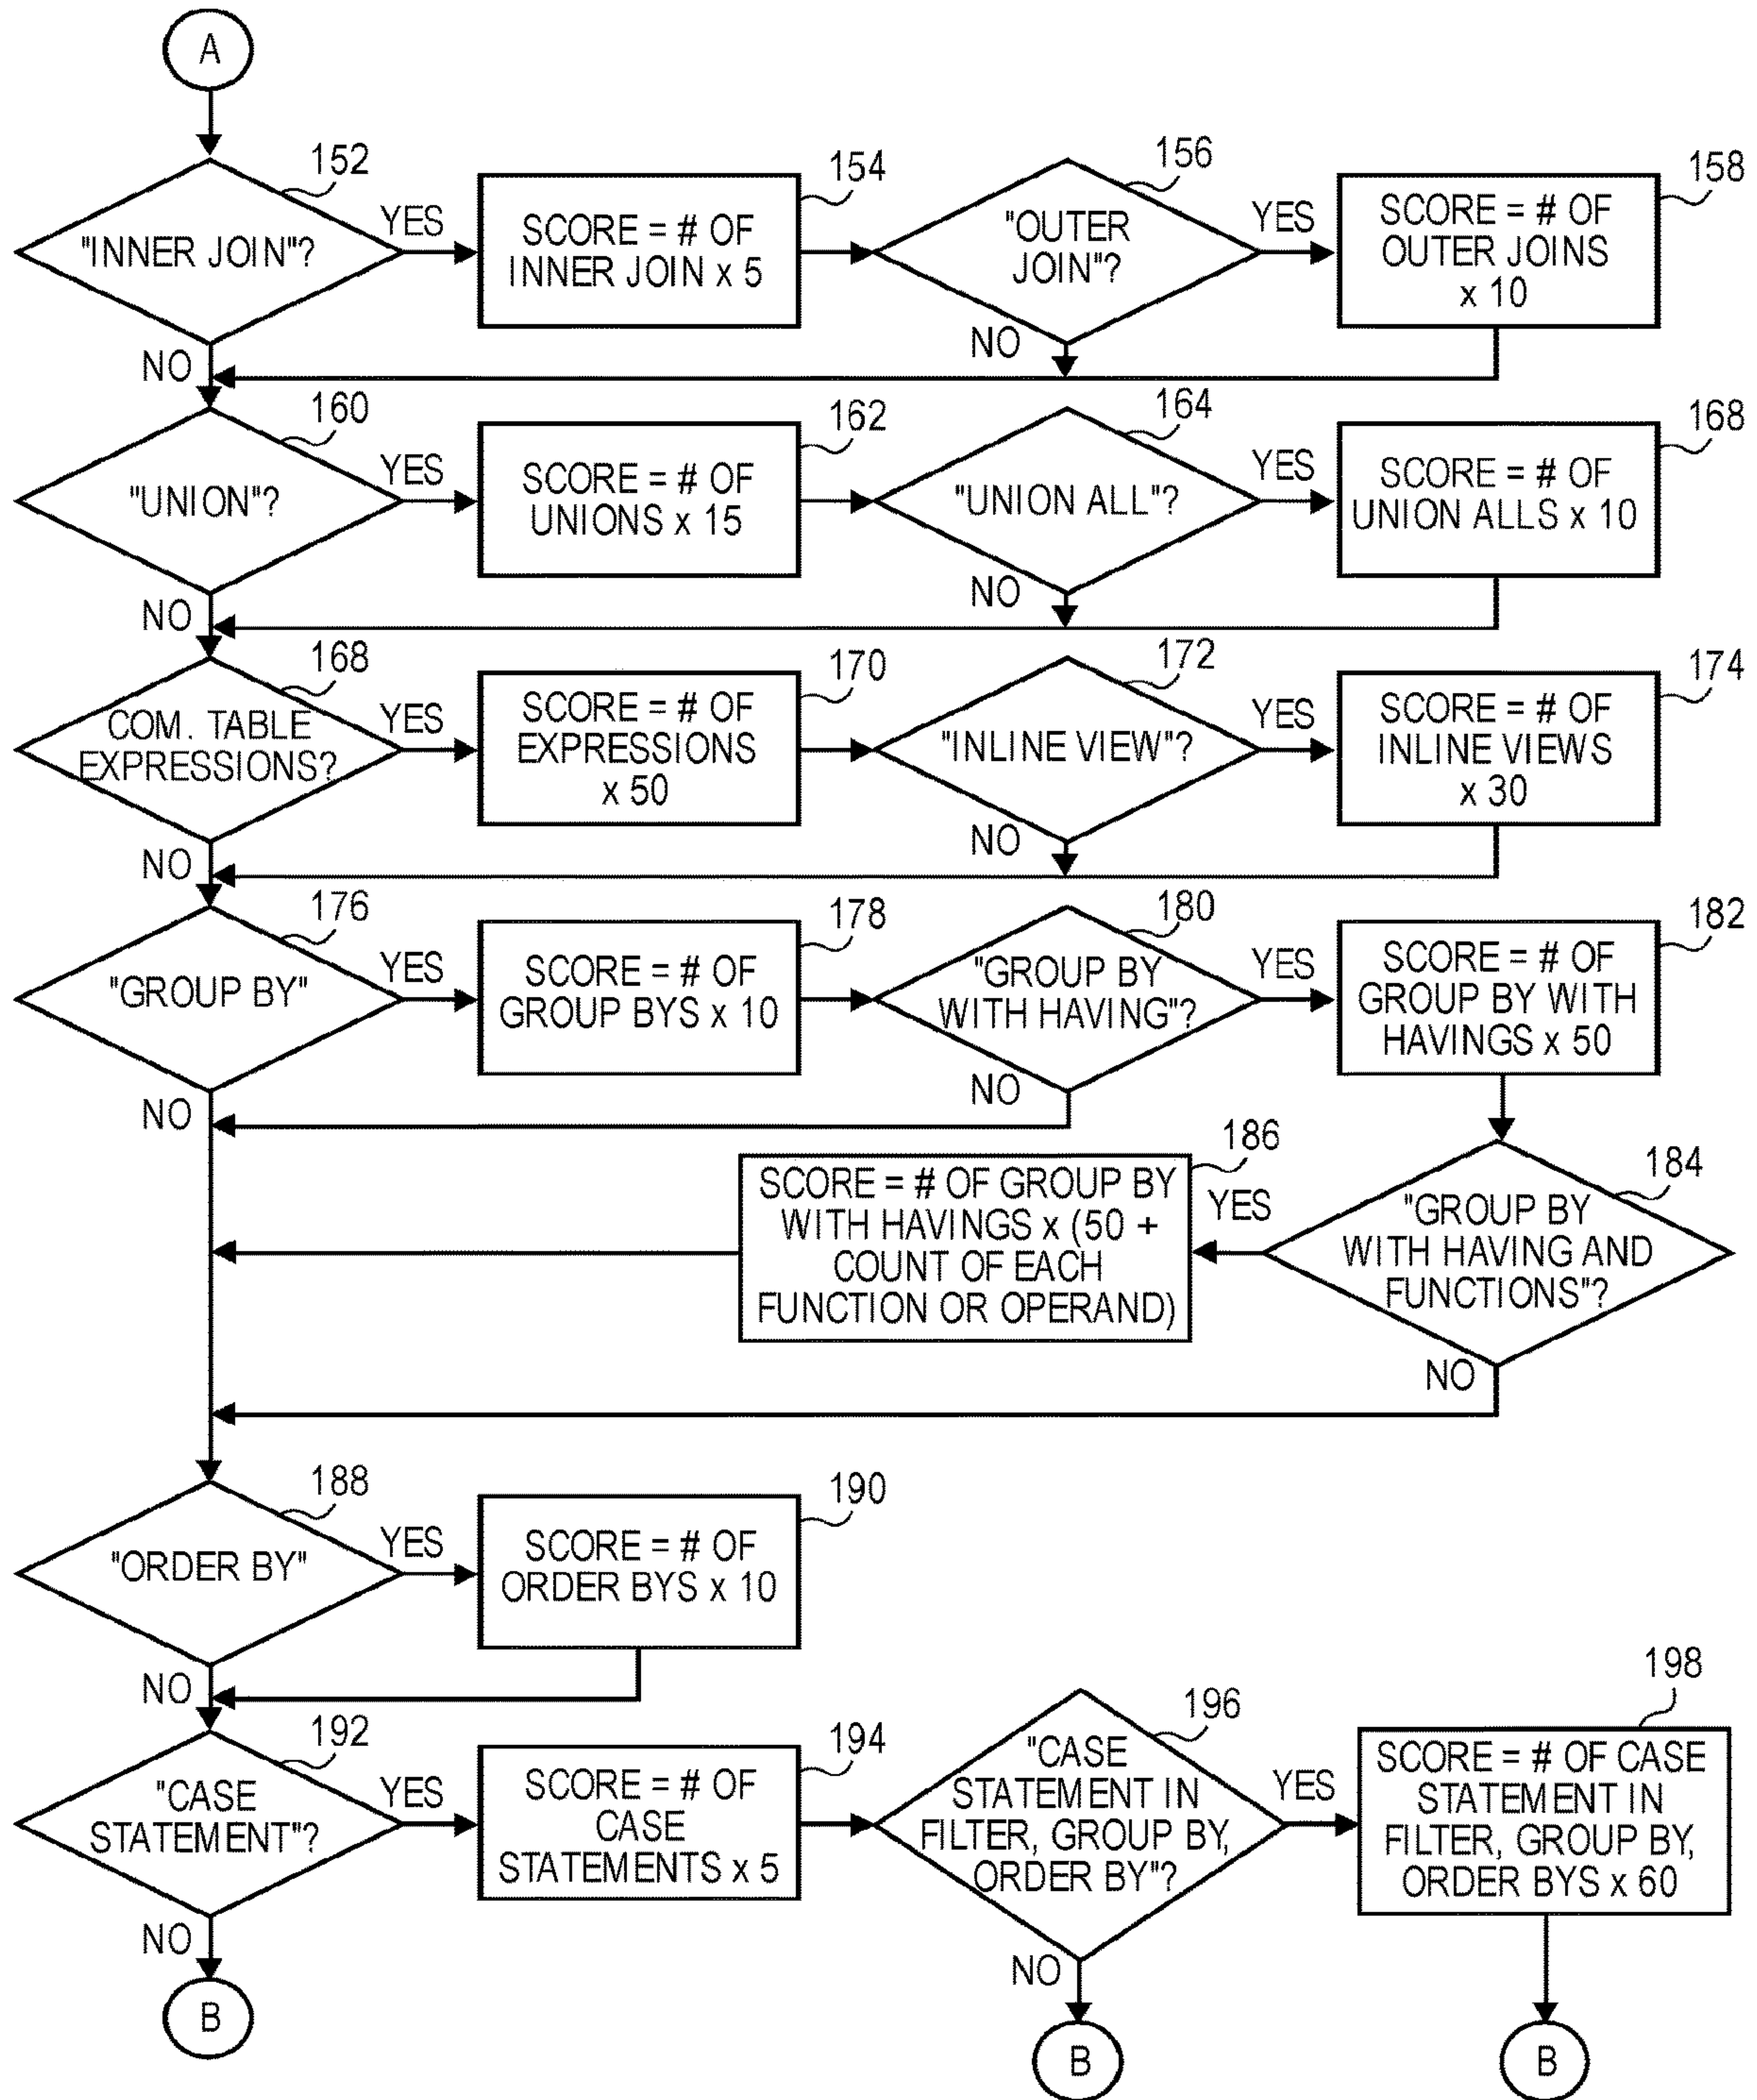 A
152
"INNER JOIN"?
YES
154
SCORE = # OF
INNER JOIN x 5
156
"OUTER
JOIN"?
YES
158
SCORE = # OF
OUTER JOINS
x 10
NO
NO
160
"UNION"?
YES
162
SCORE = # OF
UNIONS x 15
164
"UNION ALL"?
YES
168
SCORE = # OF
UNION ALLS x 10
NO
NO
168
COM. TABLE
EXPRESSIONS?
YES
170
SCORE = # OF
EXPRESSIONS
x 50
172
"INLINE VIEW"?
YES
174
SCORE = # OF
INLINE VIEWS
x 30
NO
NO
176
"GROUP BY"
YES
178
SCORE = # OF
GROUP BYS x 10
180
"GROUP BY
WITH HAVING"?
YES
182
SCORE = # OF
GROUP BY WITH
HAVINGS x 50
NO
NO
184
"GROUP BY
WITH HAVING AND
FUNCTIONS"?
YES
186
SCORE = # OF GROUP BY
WITH HAVINGS x (50 +
COUNT OF EACH
FUNCTION OR OPERAND)
NO
188
"ORDER BY"
YES
190
SCORE = # OF
ORDER BYS x 10
NO
192
"CASE
STATEMENT"?
YES
194
SCORE = # OF
CASE
STATEMENTS x 5
196
"CASE
STATEMENT IN
FILTER, GROUP BY,
ORDER BY"?
YES
198
SCORE = # OF CASE
STATEMENT IN
FILTER, GROUP BY,
ORDER BYS x 60
NO
NO
B
B
B